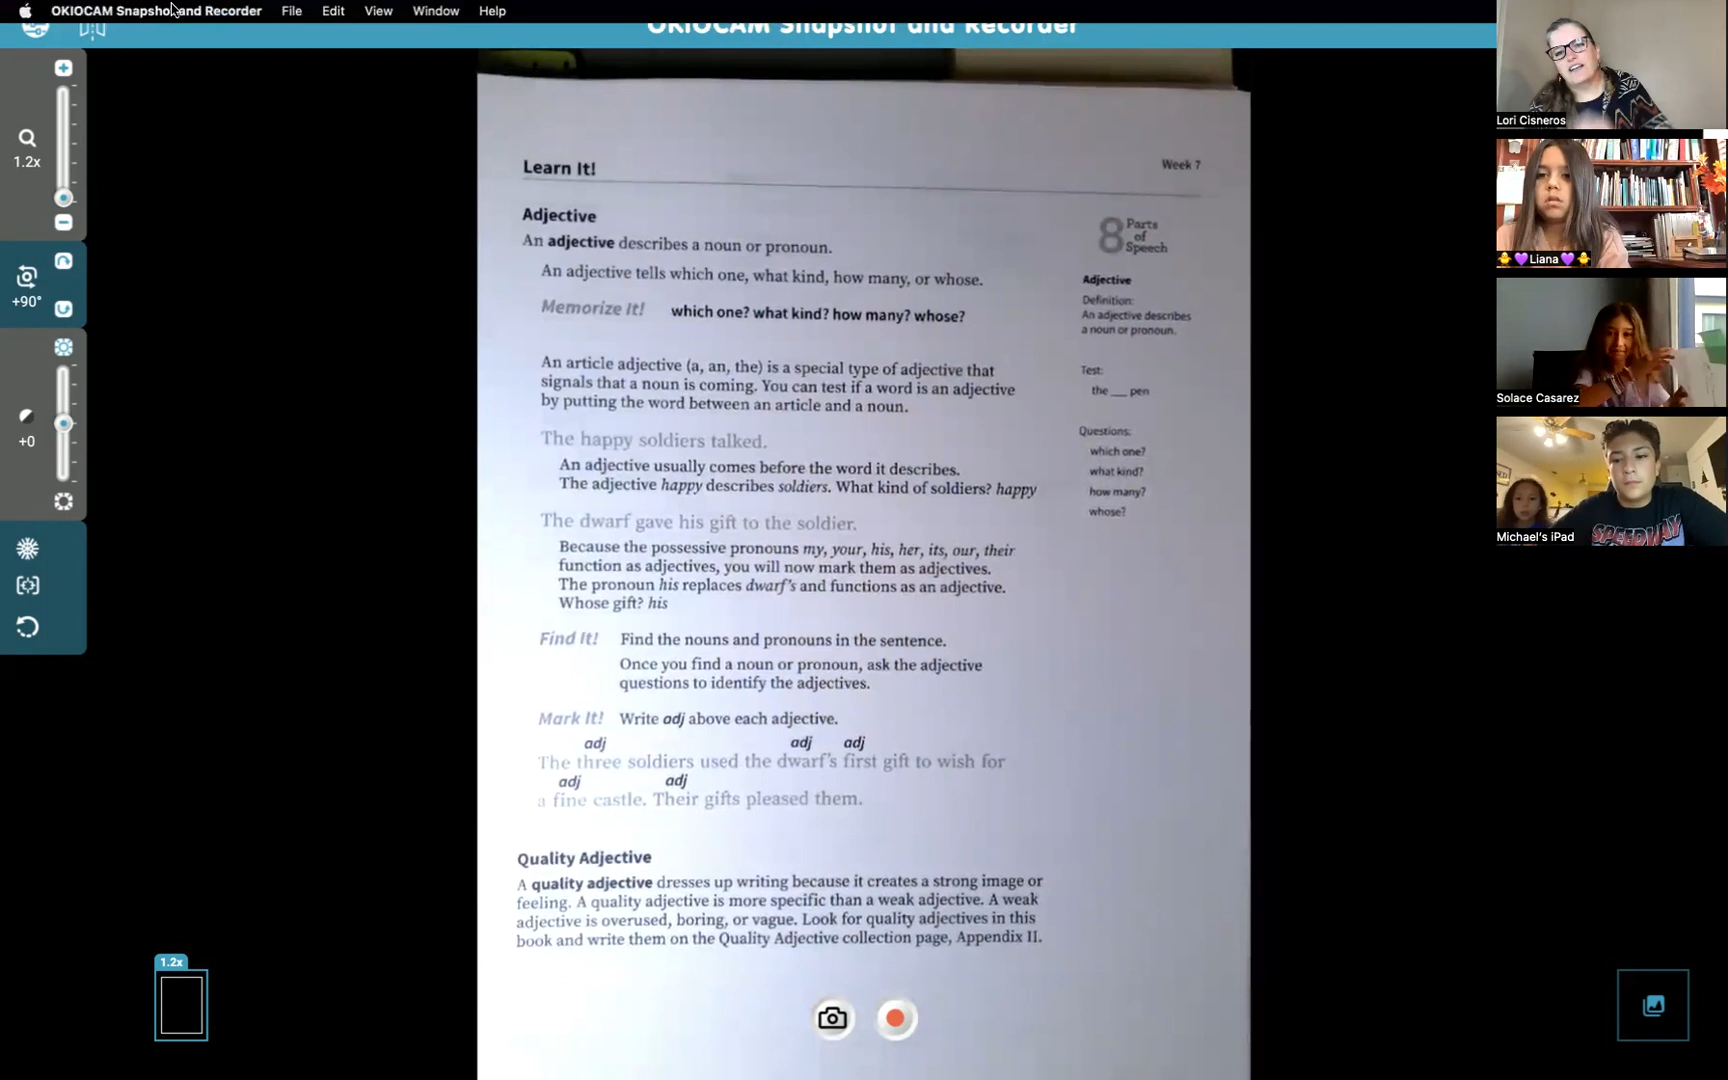 OKIOCAM Snapshot and Recorder File Edit View Window Help
OKIOCAM Snapshot and Recorder
1.2x
+90°
+0
1.2x
Learn It!
Week 7
Adjective
An adjective describes a noun or pronoun.
An adjective tells which one, what kind, how many, or whose.
Memorize It! which one? what kind? how many? whose?
An article adjective (a, an, the) is a special type of adjective that
signals that a noun is coming. You can test if a word is an adjective
by putting the word between an article and a noun.
The happy soldiers talked.
An adjective usually comes before the word it describes.
The adjective happy describes soldiers. What kind of soldiers? happy
The dwarf gave his gift to the soldier.
Because the possessive pronouns my, your, his, her, its, our, their
function as adjectives, you will now mark them as adjectives.
The pronoun his replaces dwarf's and functions as an adjective.
Whose gift? his
Find It! Find the nouns and pronouns in the sentence.
Once you find a noun or pronoun, ask the adjective
questions to identify the adjectives.
Mark It! Write adj above each adjective.
adj adj adj
The three soldiers used the dwarf's first gift to wish for
adj adj
a fine castle. Their gifts pleased them.
Quality Adjective
A quality adjective dresses up writing because it creates a strong image or
feeling. A quality adjective is more specific than a weak adjective. A weak
adjective is overused, boring, or vague. Look for quality adjectives in this
book and write them on the Quality Adjective collection page, Appendix II.
8 Parts
of
Speech
Adjective
Definition:
An adjective describes
a noun or pronoun.
Test:
the ___ pen
Questions:
which one?
what kind?
how many?
whose?
Lori Cisneros
Liana
Solace Casarez
SPEEDWAY
Michael's iPad